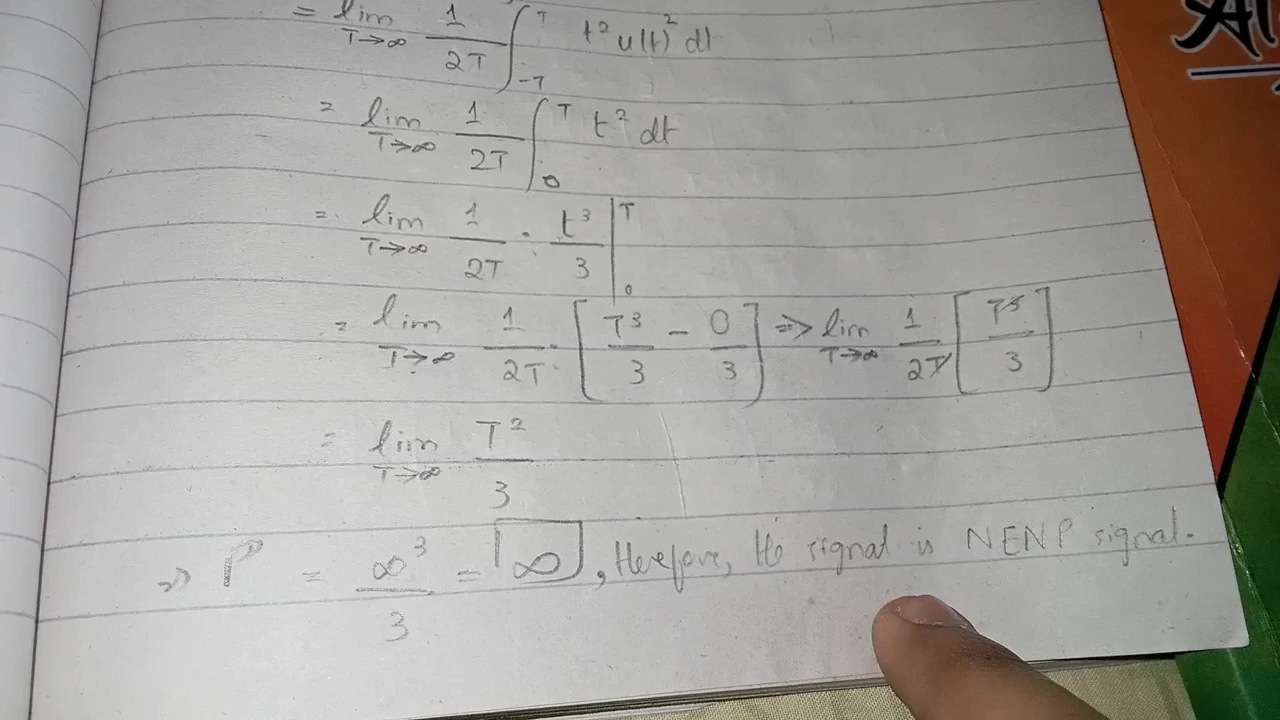 = lim T→∞ 1/2T ∫_{-T}^{T} t² u(t)² dt
= lim T→∞ 1/2T ∫_{0}^{T} t² dt
= lim T→∞ 1/2T · t³/3 |_{0}^{T}
= lim T→∞ 1/2T · [T³/3 − 0/3] => lim T→∞ 1/2T [T³/3]
= lim T→∞ T²/3
=> P = ∞³/3 = ∞, Therefore, the signal is NENP signal.